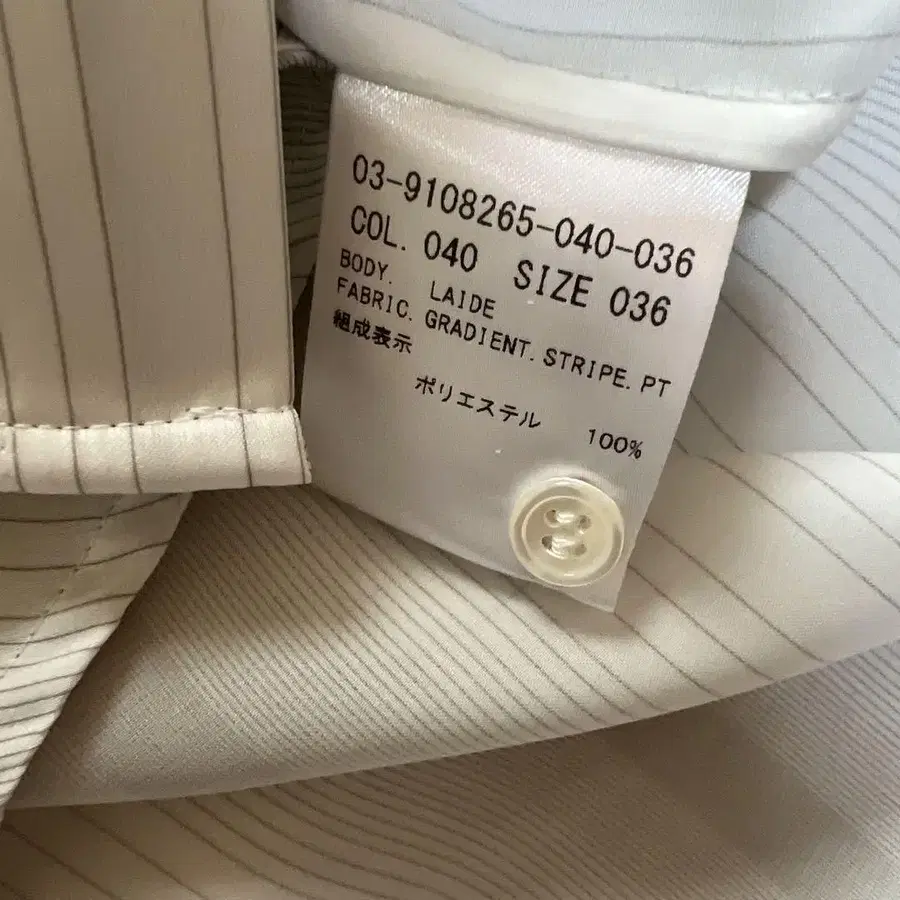 03-9108265-040-036
COL. 040 SIZE 036
BODY. LAIDE
FABRIC. GRADIENT. STRIPE. PT
組成表示
ポリエステル 100%